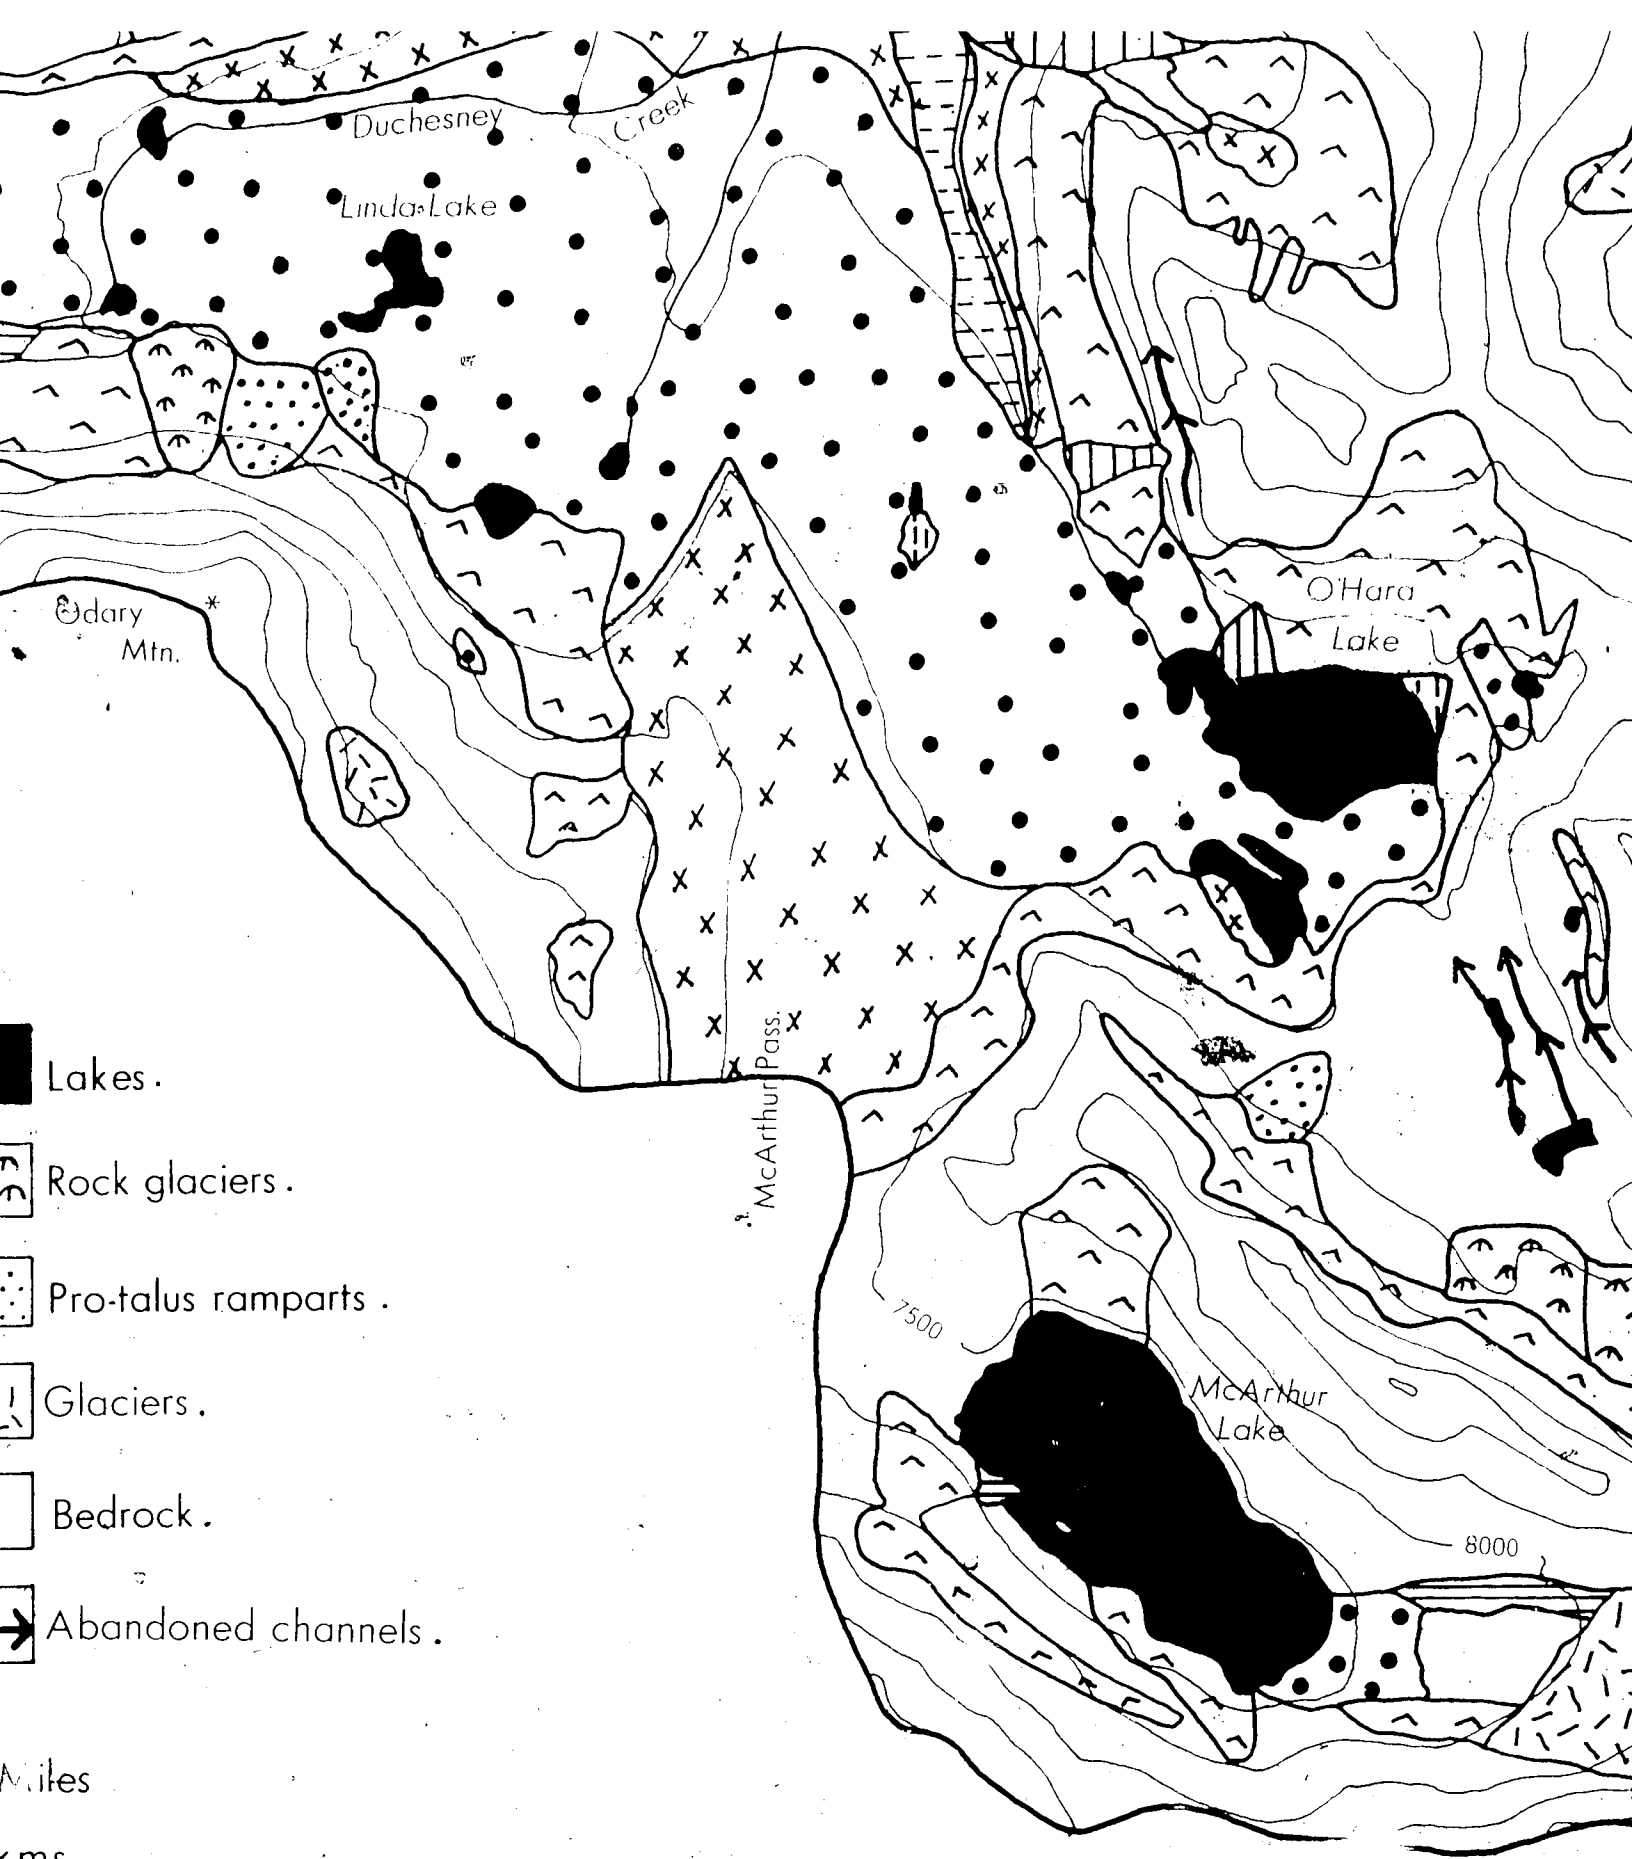 Duchesney
Creek
Linda Lake
O'Hara
Lake
Odary
Mtn.
McArthur Pass.
7500
McArthur
Lake
8000
Lakes.
Rock glaciers.
Pro-talus ramparts.
Glaciers.
Bedrock.
Abandoned channels.
Miles